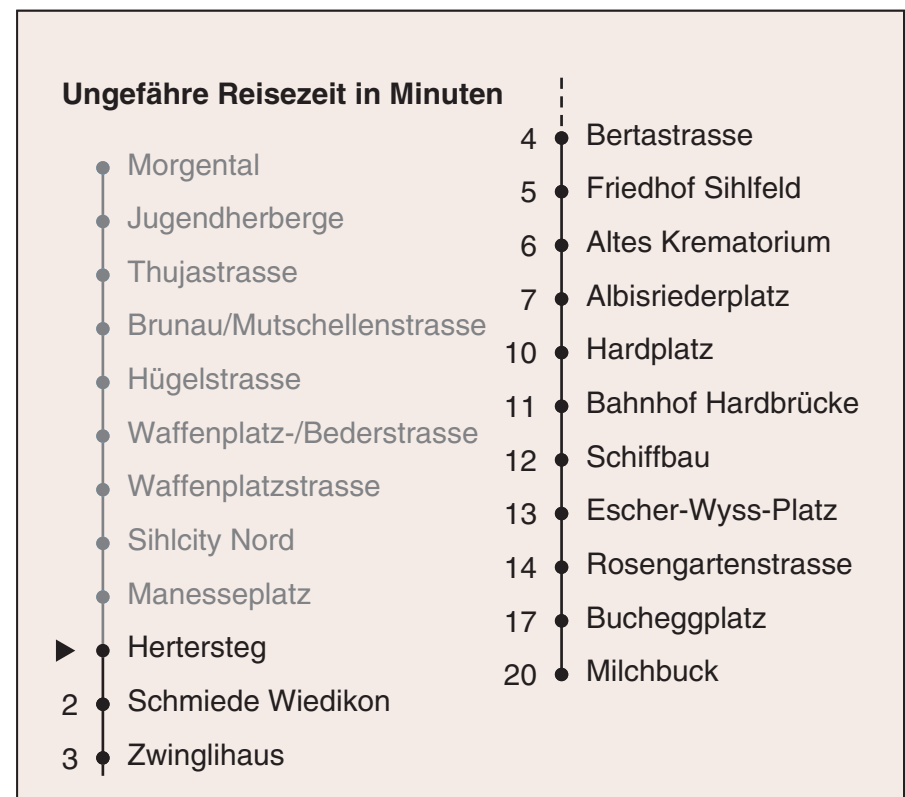 Ungefähre Reisezeit in Minuten
Morgental
Jugendherberge
Thujastrasse
Brunau/Mutschellenstrasse
Hügelstrasse
Waffenplatz-/Bederstrasse
Waffenplatzstrasse
Sihlcity Nord
Manesseplatz
Hertersteg
2 Schmiede Wiedikon
3 Zwinglihaus
4 Bertastrasse
5 Friedhof Sihlfeld
6 Altes Krematorium
7 Albisriederplatz
10 Hardplatz
11 Bahnhof Hardbrücke
12 Schiffbau
13 Escher-Wyss-Platz
14 Rosengartenstrasse
17 Bucheggplatz
20 Milchbuck